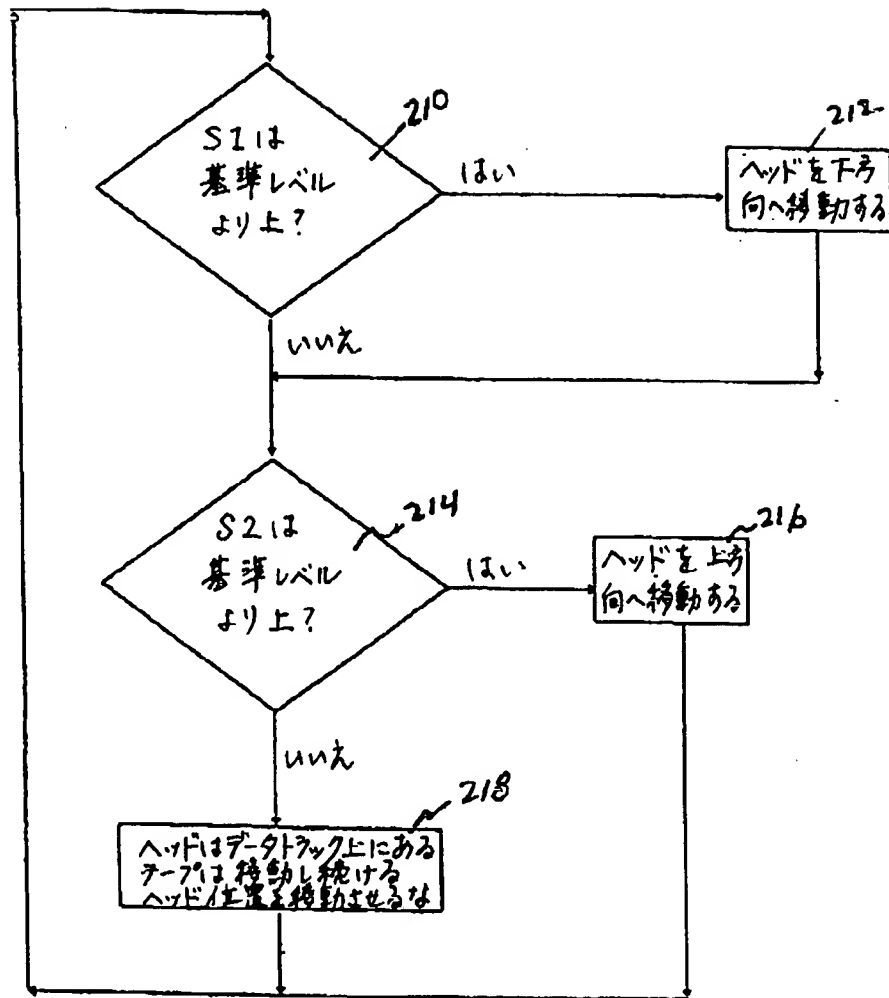 210
S1は
基準レベル
より上?
はい
212
ヘッドを下方
向へ移動する
いいえ
214
S2は
基準レベル
より上?
はい
216
ヘッドを上方
向へ移動する
いいえ
218
ヘッドはデータトラック上にある
テープは移動し続ける
ヘッド位置を移動させるな